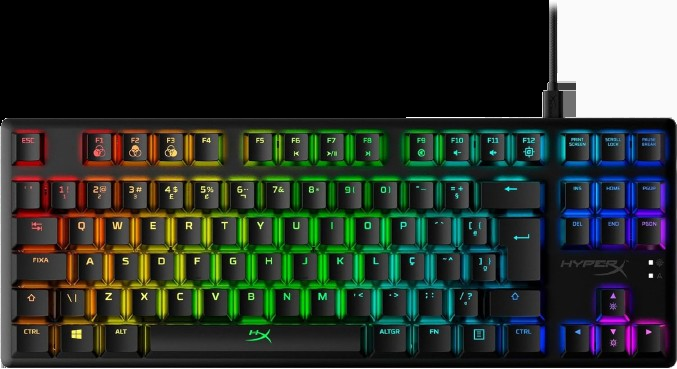 ESC F1 F2 F3 F4 F5 F6 F7 F8 F9 F10 F11 F12 PRINT SCREEN SCROLL LOCK PAUSE BREAK
1! 2@ 3# 4$ 5% 6¨ 7& 8* 9( 0) -_ =+ INS HOME PGUP
Q W E R T Y U I O P DEL END PGDN
FIXA A S D F G H J K L Ç HYPERX
\| Z X C V B N M
CTRL ALT HX ALTGR FN CTRL